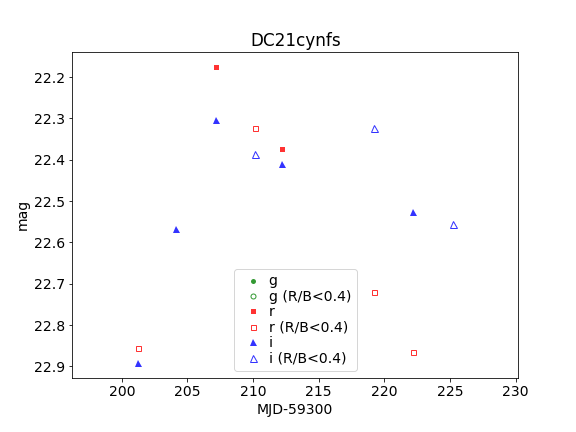 DC21cynfs
22.2
22.3
22.4
22.5
22.6
22.7
22.8
22.9
mag
g
g (R/B<0.4)
r
r (R/B<0.4)
i
i (R/B<0.4)
200 205 210 215 220 225 230
MJD-59300